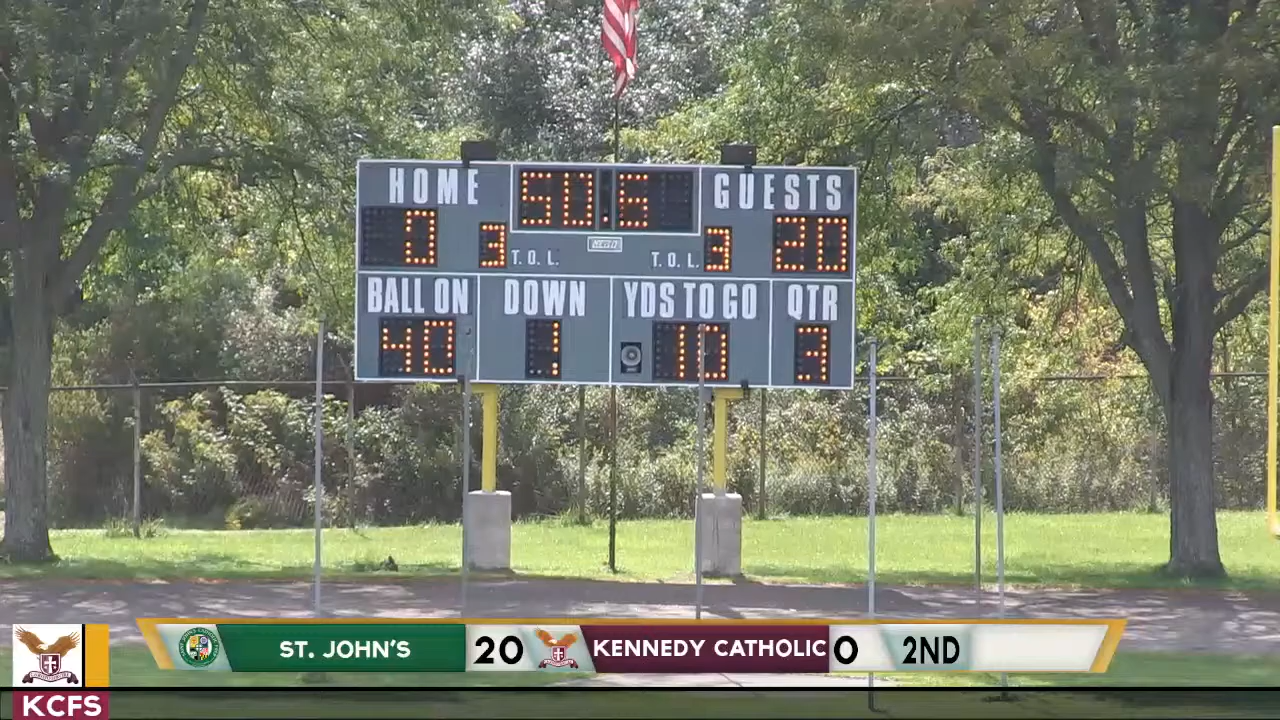 HOME 50.6 GUESTS
0 3 T. O. L. T. O. L. 3 20
BALL ON DOWN YDS TO GO QTR
40 1 10 3
ST. JOHN'S 20 KENNEDY CATHOLIC 0 2ND
KCFS